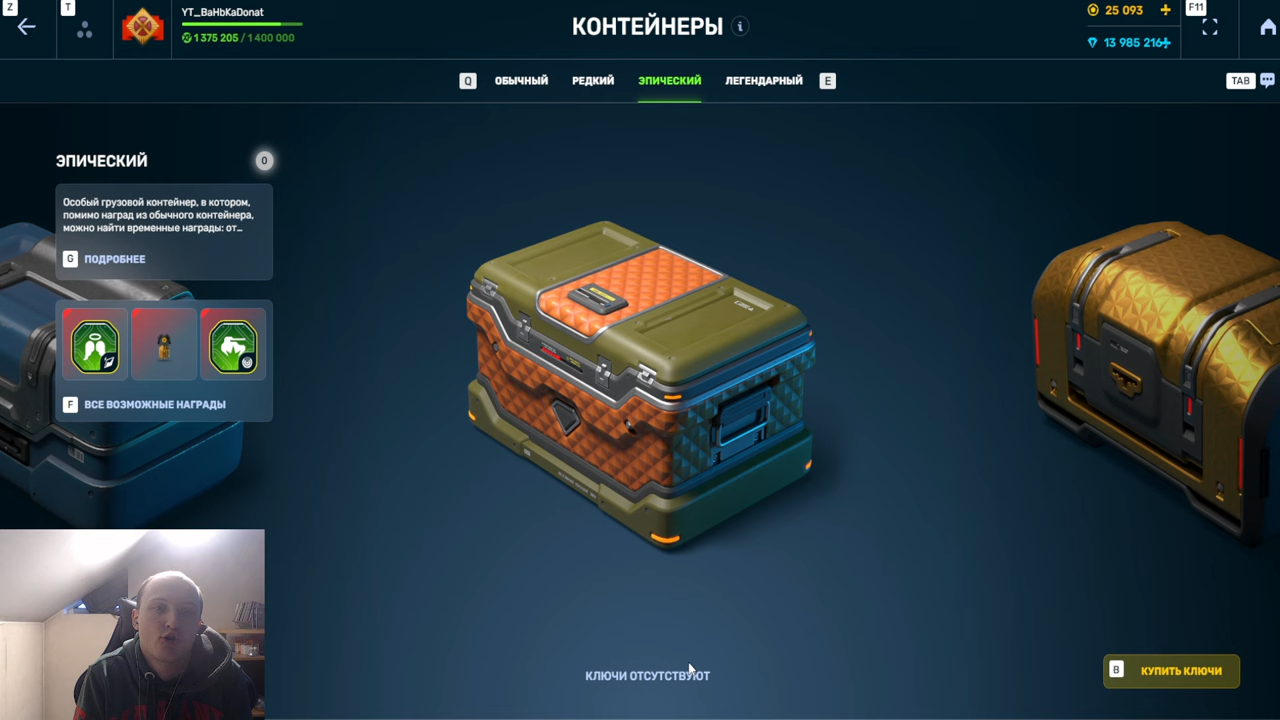 Z
T
YT_BaHbKaDonat
1 375 205 / 1 400 000
КОНТЕЙНЕРЫ
i
25 093 +
13 985 216+
F11
Q
ОБЫЧНЫЙ
РЕДКИЙ
ЭПИЧЕСКИЙ
ЛЕГЕНДАРНЫЙ
E
TAB
ЭПИЧЕСКИЙ
0
Особый грузовой контейнер, в котором,
помимо наград из обычного контейнера,
можно найти временные награды: от...
G ПОДРОБНЕЕ
F ВСЕ ВОЗМОЖНЫЕ НАГРАДЫ
КЛЮЧИ ОТСУТСТВУЮТ
B КУПИТЬ КЛЮЧИ